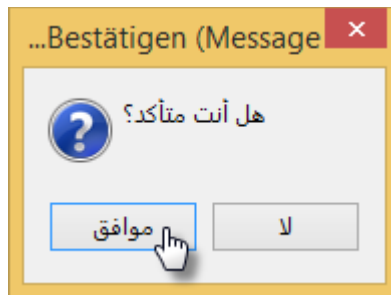 ...Bestätigen (Message
هل أنت متأكد؟
موافق
لا